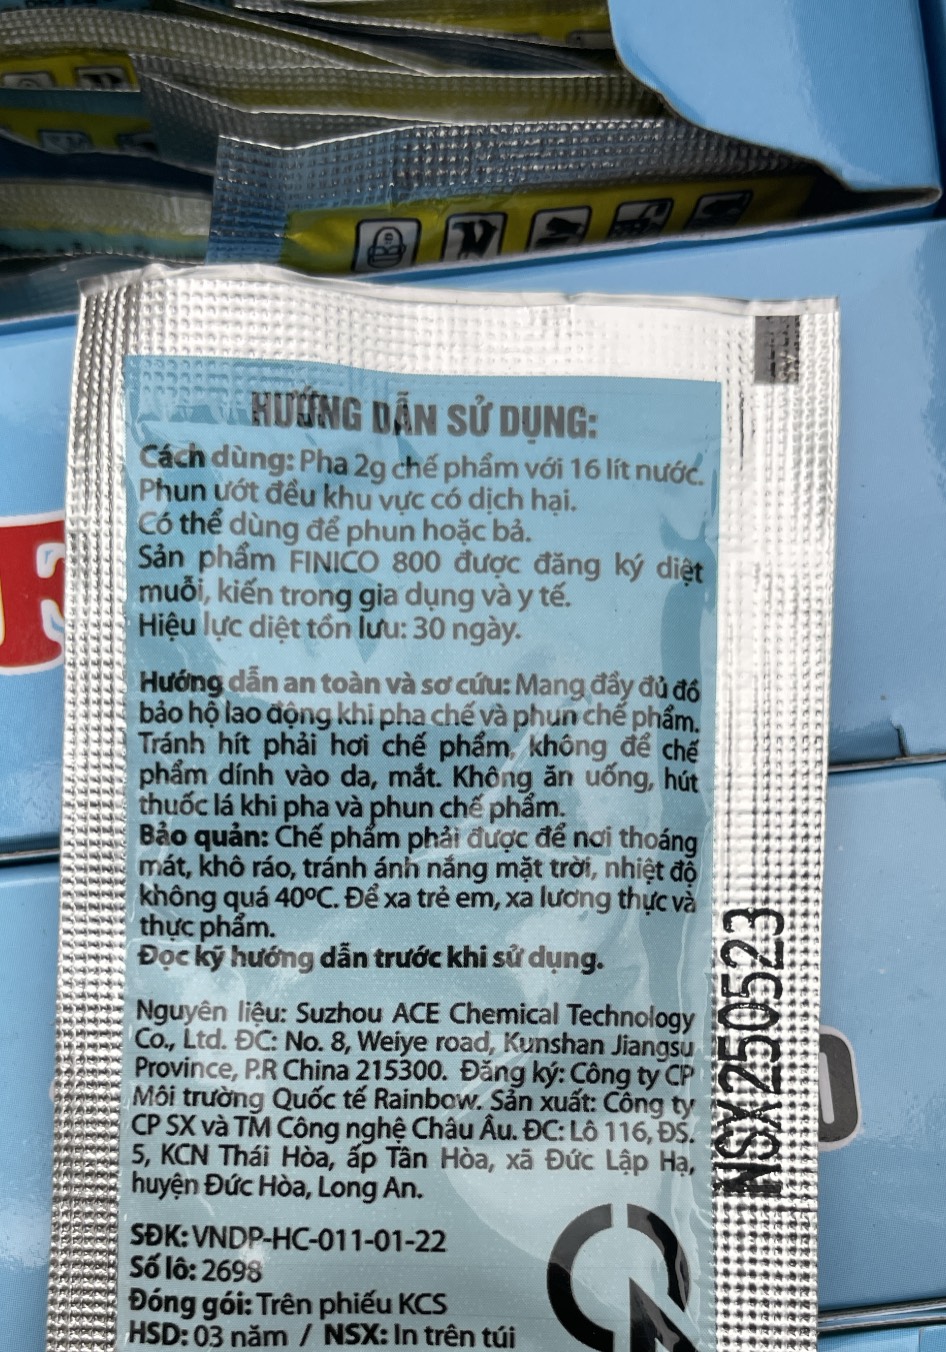 HƯỚNG DẪN SỬ DỤNG:
Cách dùng: Pha 2g chế phẩm với 16 lít nước.
Phun ướt đều khu vực có dịch hại.
Có thể dùng để phun hoặc bả.
Sản phẩm FINICO 800 được đăng ký diệt
muỗi, kiến trong gia dụng và y tế.
Hiệu lực diệt tồn lưu: 30 ngày.
Hướng dẫn an toàn và sơ cứu: Mang đầy đủ đồ
bảo hộ lao động khi pha chế và phun chế phẩm.
Tránh hít phải hơi chế phẩm, không để chế
phẩm dính vào da, mắt. Không ăn uống, hút
thuốc lá khi pha và phun chế phẩm.
Bảo quản: Chế phẩm phải được để nơi thoáng
mát, khô ráo, tránh ánh nắng mặt trời, nhiệt độ
không quá 40ºC. Để xa trẻ em, xa lương thực và
thực phẩm.
Đọc kỹ hướng dẫn trước khi sử dụng.
Nguyên liệu: Suzhou ACE Chemical Technology
Co., Ltd. ĐC: No. 8, Weiye road, Kunshan Jiangsu
Province, P.R China 215300. Đăng ký: Công ty CP
Môi trường Quốc tế Rainbow. Sản xuất: Công ty
CP SX và TM Công nghệ Châu Âu. ĐC: Lô 116, ĐS.
5, KCN Thái Hòa, ấp Tân Hòa, xã Đức Lập Hạ,
huyện Đức Hòa, Long An.
SĐK: VNDP-HC-011-01-22
Số lô: 2698
Đóng gói: Trên phiếu KCS
HSD: 03 năm / NSX: In trên túi
NSX250523